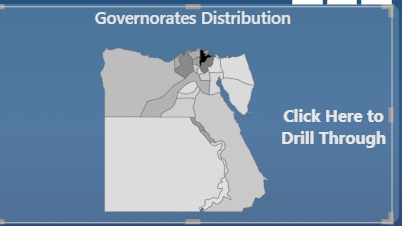 Governorates Distribution
Click Here to
Drill Through